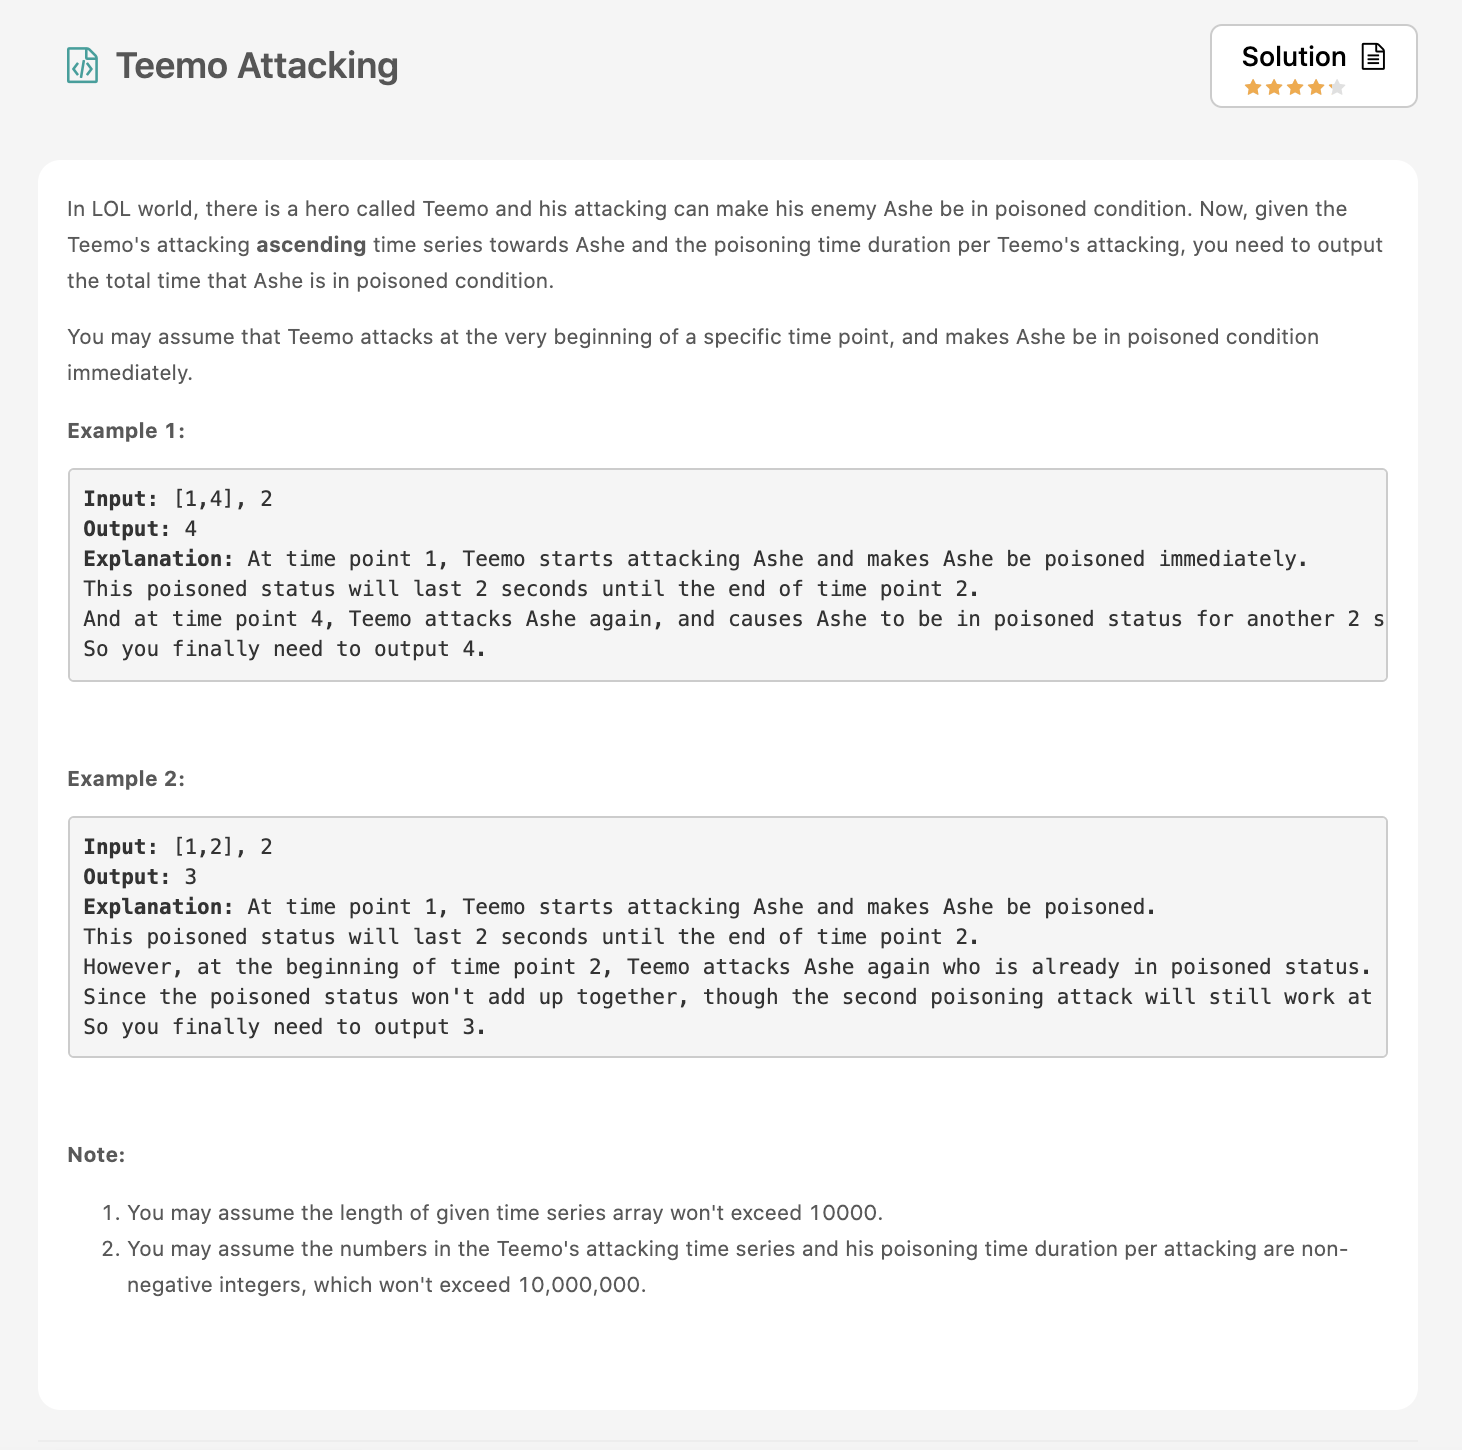 Teemo Attacking
Solution
In LOL world, there is a hero called Teemo and his attacking can make his enemy Ashe be in poisoned condition. Now, given the
Teemo's attacking ascending time series towards Ashe and the poisoning time duration per Teemo's attacking, you need to output
the total time that Ashe is in poisoned condition.
You may assume that Teemo attacks at the very beginning of a specific time point, and makes Ashe be in poisoned condition
immediately.
Example 1:
Input: [1,4], 2
Output: 4
Explanation: At time point 1, Teemo starts attacking Ashe and makes Ashe be poisoned immediately.
This poisoned status will last 2 seconds until the end of time point 2.
And at time point 4, Teemo attacks Ashe again, and causes Ashe to be in poisoned status for another 2 s
So you finally need to output 4.
Example 2:
Input: [1,2], 2
Output: 3
Explanation: At time point 1, Teemo starts attacking Ashe and makes Ashe be poisoned.
This poisoned status will last 2 seconds until the end of time point 2.
However, at the beginning of time point 2, Teemo attacks Ashe again who is already in poisoned status.
Since the poisoned status won't add up together, though the second poisoning attack will still work at
So you finally need to output 3.
Note:
1. You may assume the length of given time series array won't exceed 10000.
2. You may assume the numbers in the Teemo's attacking time series and his poisoning time duration per attacking are non-
negative integers, which won't exceed 10,000,000.